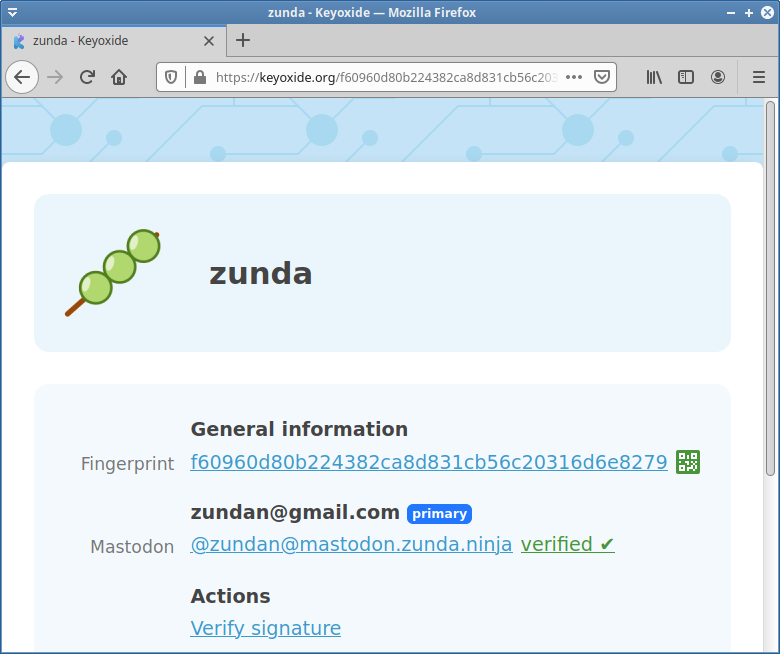 zunda - Keyoxide — Mozilla Firefox
zunda - Keyoxide
https://keyoxide.org/f60960d80b224382ca8d831cb56c203
zunda
General information
Fingerprint f60960d80b224382ca8d831cb56c20316d6e8279
zundan@gmail.com primary
Mastodon @zundan@mastodon.zunda.ninja verified ✔
Actions
Verify signature